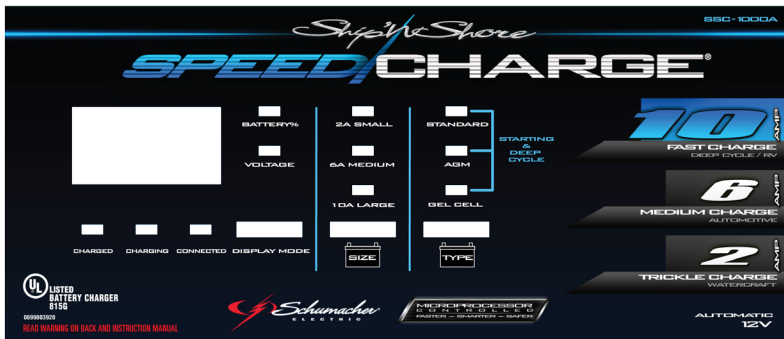 SSC-1000A
Ship 'N Shore
SPEED CHARGE®
BATTERY%
2A SMALL
STANDARD
VOLTAGE
6A MEDIUM
AGM
10A LARGE
GEL CELL
STARTING
&
DEEP
CYCLE
CHARGED
CHARGING
CONNECTED
DISPLAY MODE
SIZE
TYPE
10 AMP
FAST CHARGE
DEEP CYCLE / RV
6 AMP
MEDIUM CHARGE
AUTOMOTIVE
2 AMP
TRICKLE CHARGE
WATERCRAFT
UL
LISTED
BATTERY CHARGER
815G
0899003920
READ WARNING ON BACK AND INSTRUCTION MANUAL
Schumacher
ELECTRIC
MICROPROCESSOR
CONTROLLED
FASTER – SMARTER – SAFER
AUTOMATIC
12V